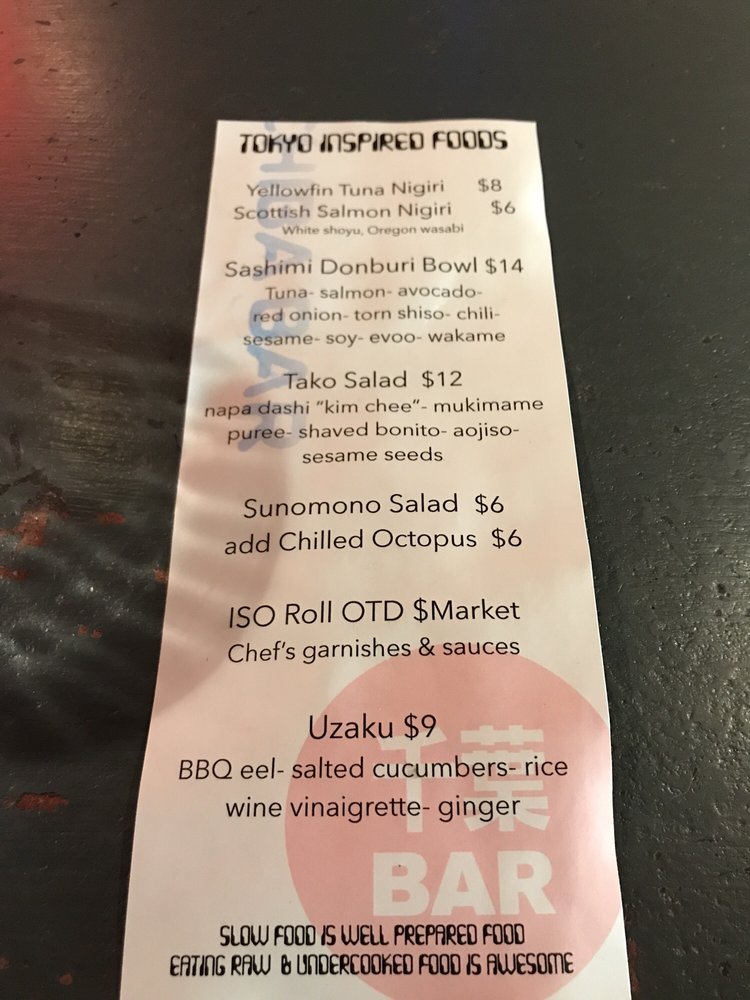 TOKYO INSPIRED FOODS
Yellowfin Tuna Nigiri $8
Scottish Salmon Nigiri $6
White shoyu, Oregon wasabi
Sashimi Donburi Bowl $14
Tuna- salmon- avocado-
red onion- torn shiso- chili-
sesame- soy- evoo- wakame
Tako Salad $12
napa dashi “kim chee”- mukimame
puree- shaved bonito- aojiso-
sesame seeds
Sunomono Salad $6
add Chilled Octopus $6
ISO Roll OTD $Market
Chef’s garnishes & sauces
Uzaku $9
BBQ eel- salted cucumbers- rice
wine vinaigrette- ginger
SLOW FOOD IS WELL PREPARED FOOD
EATING RAW & UNDERCOOKED FOOD IS AWESOME
CHIBA BAR
千葉
BAR